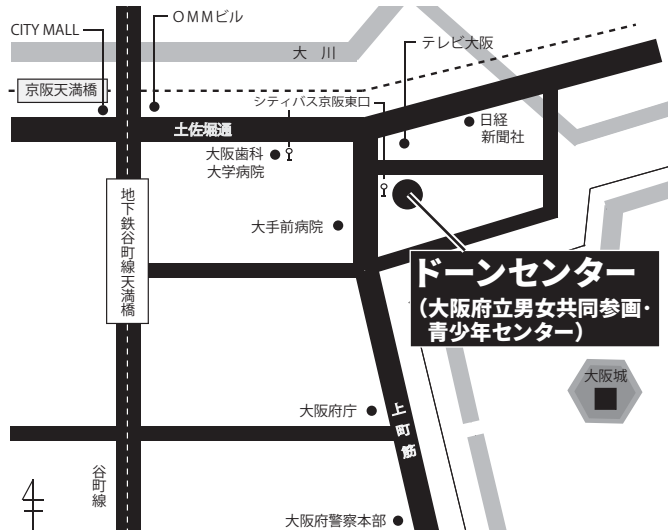 CITY MALL
OMMビル
大川
テレビ大阪
京阪天満橋
シティバス京阪東口
土佐堀通
日経
新聞社
大阪歯科
大学病院
地下鉄谷町線天満橋
大手前病院
ドーンセンター
(大阪府立男女共同参画・
青少年センター)
大阪城
大阪府庁
上町筋
谷町線
大阪府警察本部